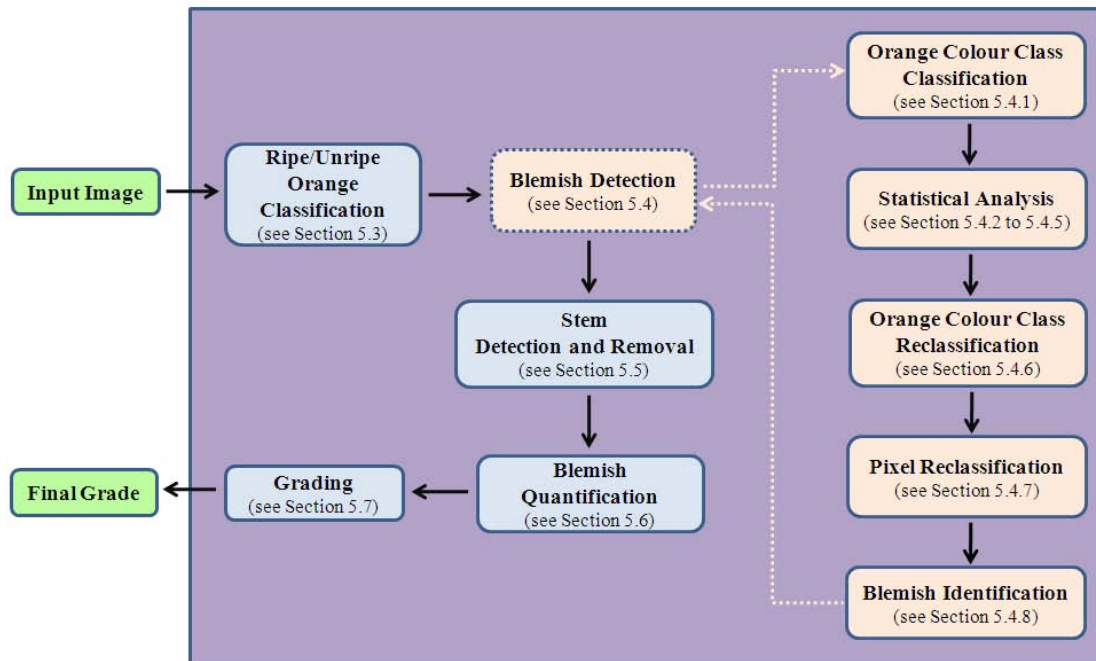 Input Image
Ripe/Unripe
Orange
Classification
(see Section 5.3)
Blemish Detection
(see Section 5.4)
Orange Colour Class
Classification
(see Section 5.4.1)
Statistical Analysis
(see Section 5.4.2 to 5.4.5)
Orange Colour Class
Reclassification
(see Section 5.4.6)
Pixel Reclassification
(see Section 5.4.7)
Blemish Identification
(see Section 5.4.8)
Stem
Detection and Removal
(see Section 5.5)
Blemish
Quantification
(see Section 5.6)
Grading
(see Section 5.7)
Final Grade